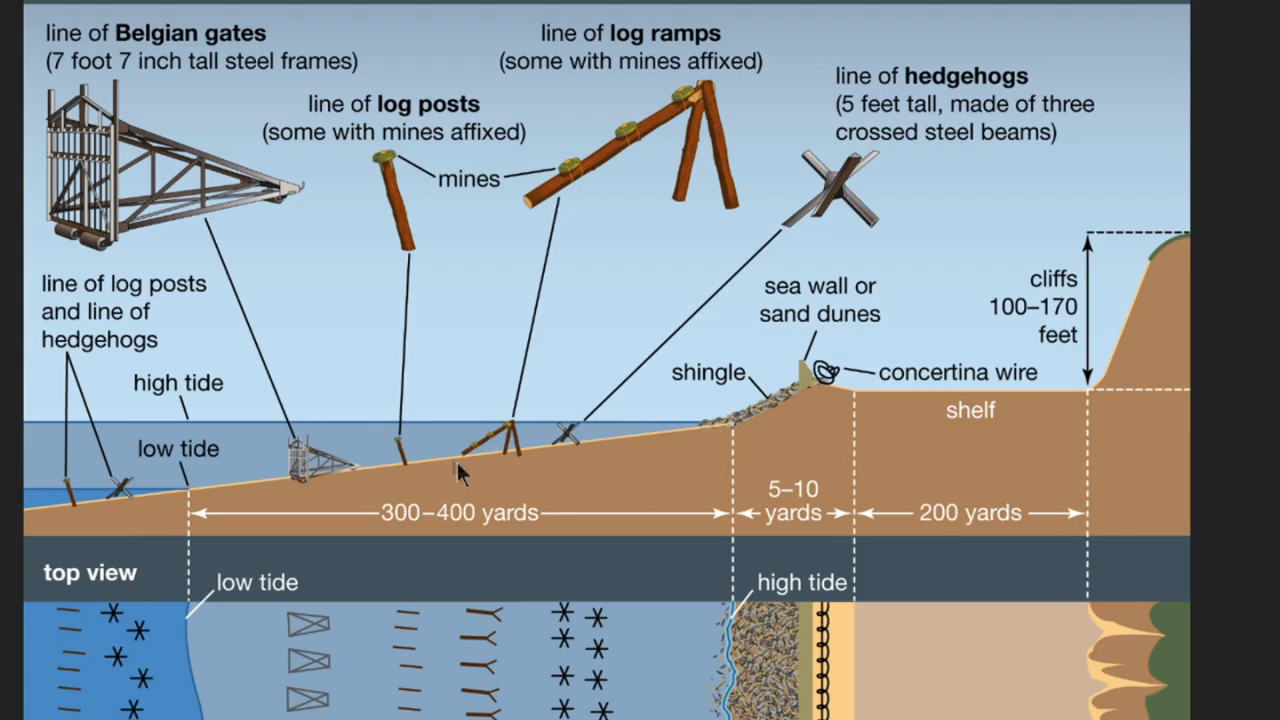 line of Belgian gates
(7 foot 7 inch tall steel frames)
line of log posts
(some with mines affixed)
line of log ramps
(some with mines affixed)
line of hedgehogs
(5 feet tall, made of three
crossed steel beams)
mines
line of log posts
and line of
hedgehogs
high tide
low tide
sea wall or
sand dunes
shingle
concertina wire
cliffs
100–170
feet
shelf
300–400 yards
5–10
yards
200 yards
top view
low tide
high tide